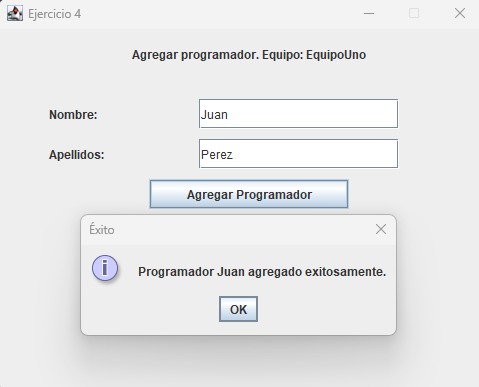 Ejercicio 4
Agregar programador. Equipo: EquipoUno
Nombre:
Juan
Apellidos:
Perez
Agregar Programador
Éxito
Programador Juan agregado exitosamente.
OK